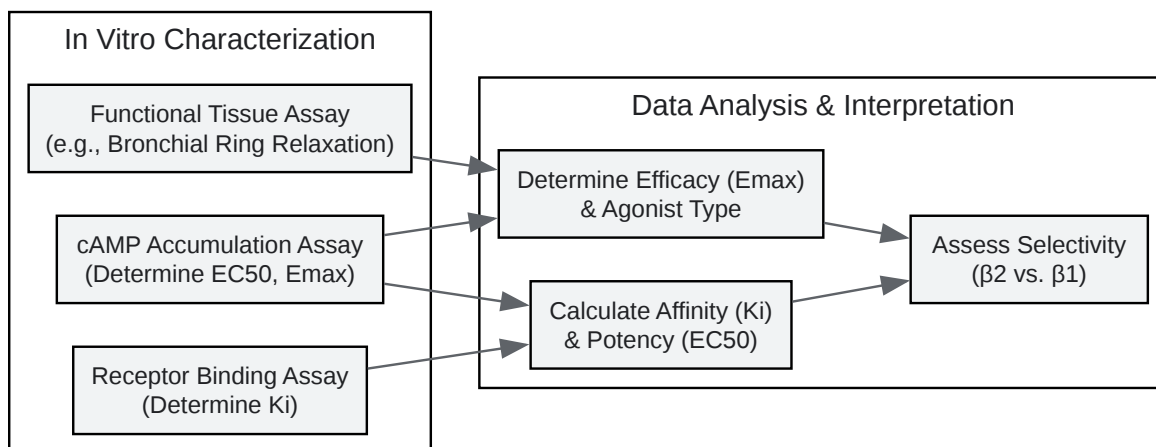 In Vitro Characterization
Functional Tissue Assay
(e.g., Bronchial Ring Relaxation)
cAMP Accumulation Assay
(Determine EC50, Emax)
Receptor Binding Assay
(Determine Ki)
Data Analysis & Interpretation
Determine Efficacy (Emax)
& Agonist Type
Calculate Affinity (Ki)
& Potency (EC50)
Assess Selectivity
(β2 vs. β1)